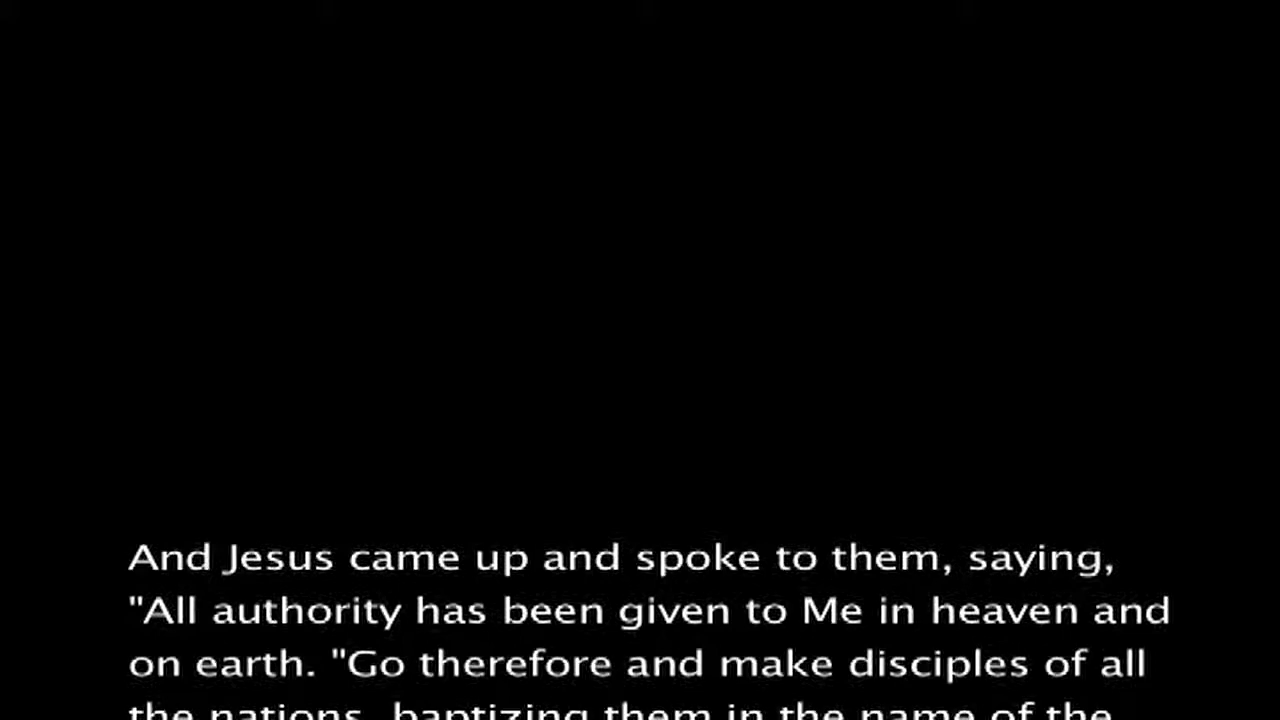 And Jesus came up and spoke to them, saying,
"All authority has been given to Me in heaven and
on earth. "Go therefore and make disciples of all
the nations, baptizing them in the name of the